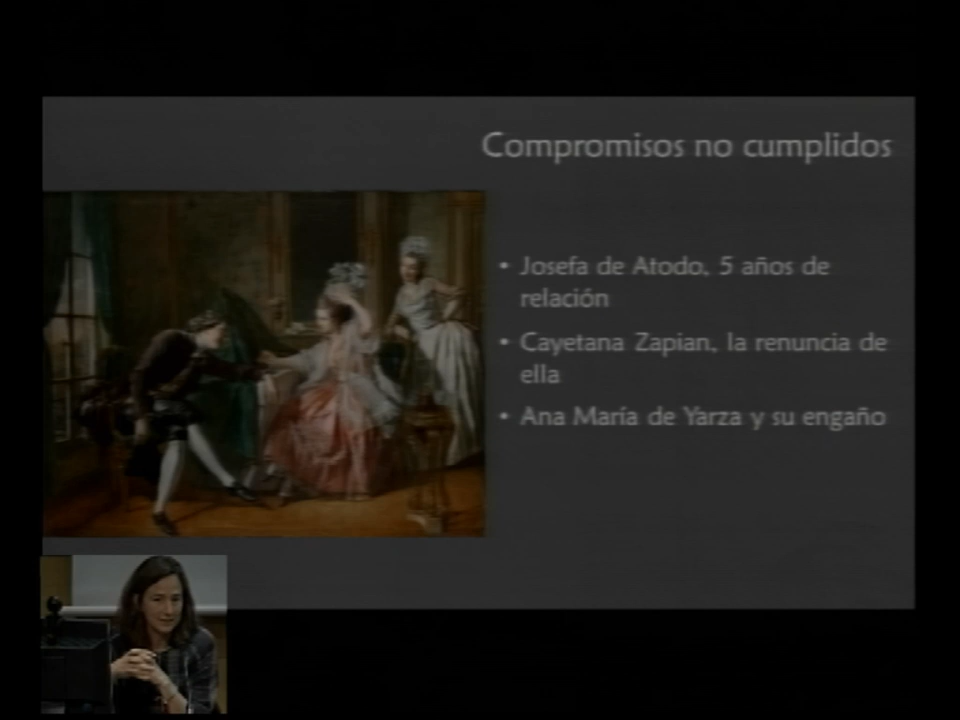 Compromisos no cumplidos
• Josefa de Atodo, 5 años de
relación
• Cayetana Zapian, la renuncia de
ella
• Ana María de Yarza y su engaño